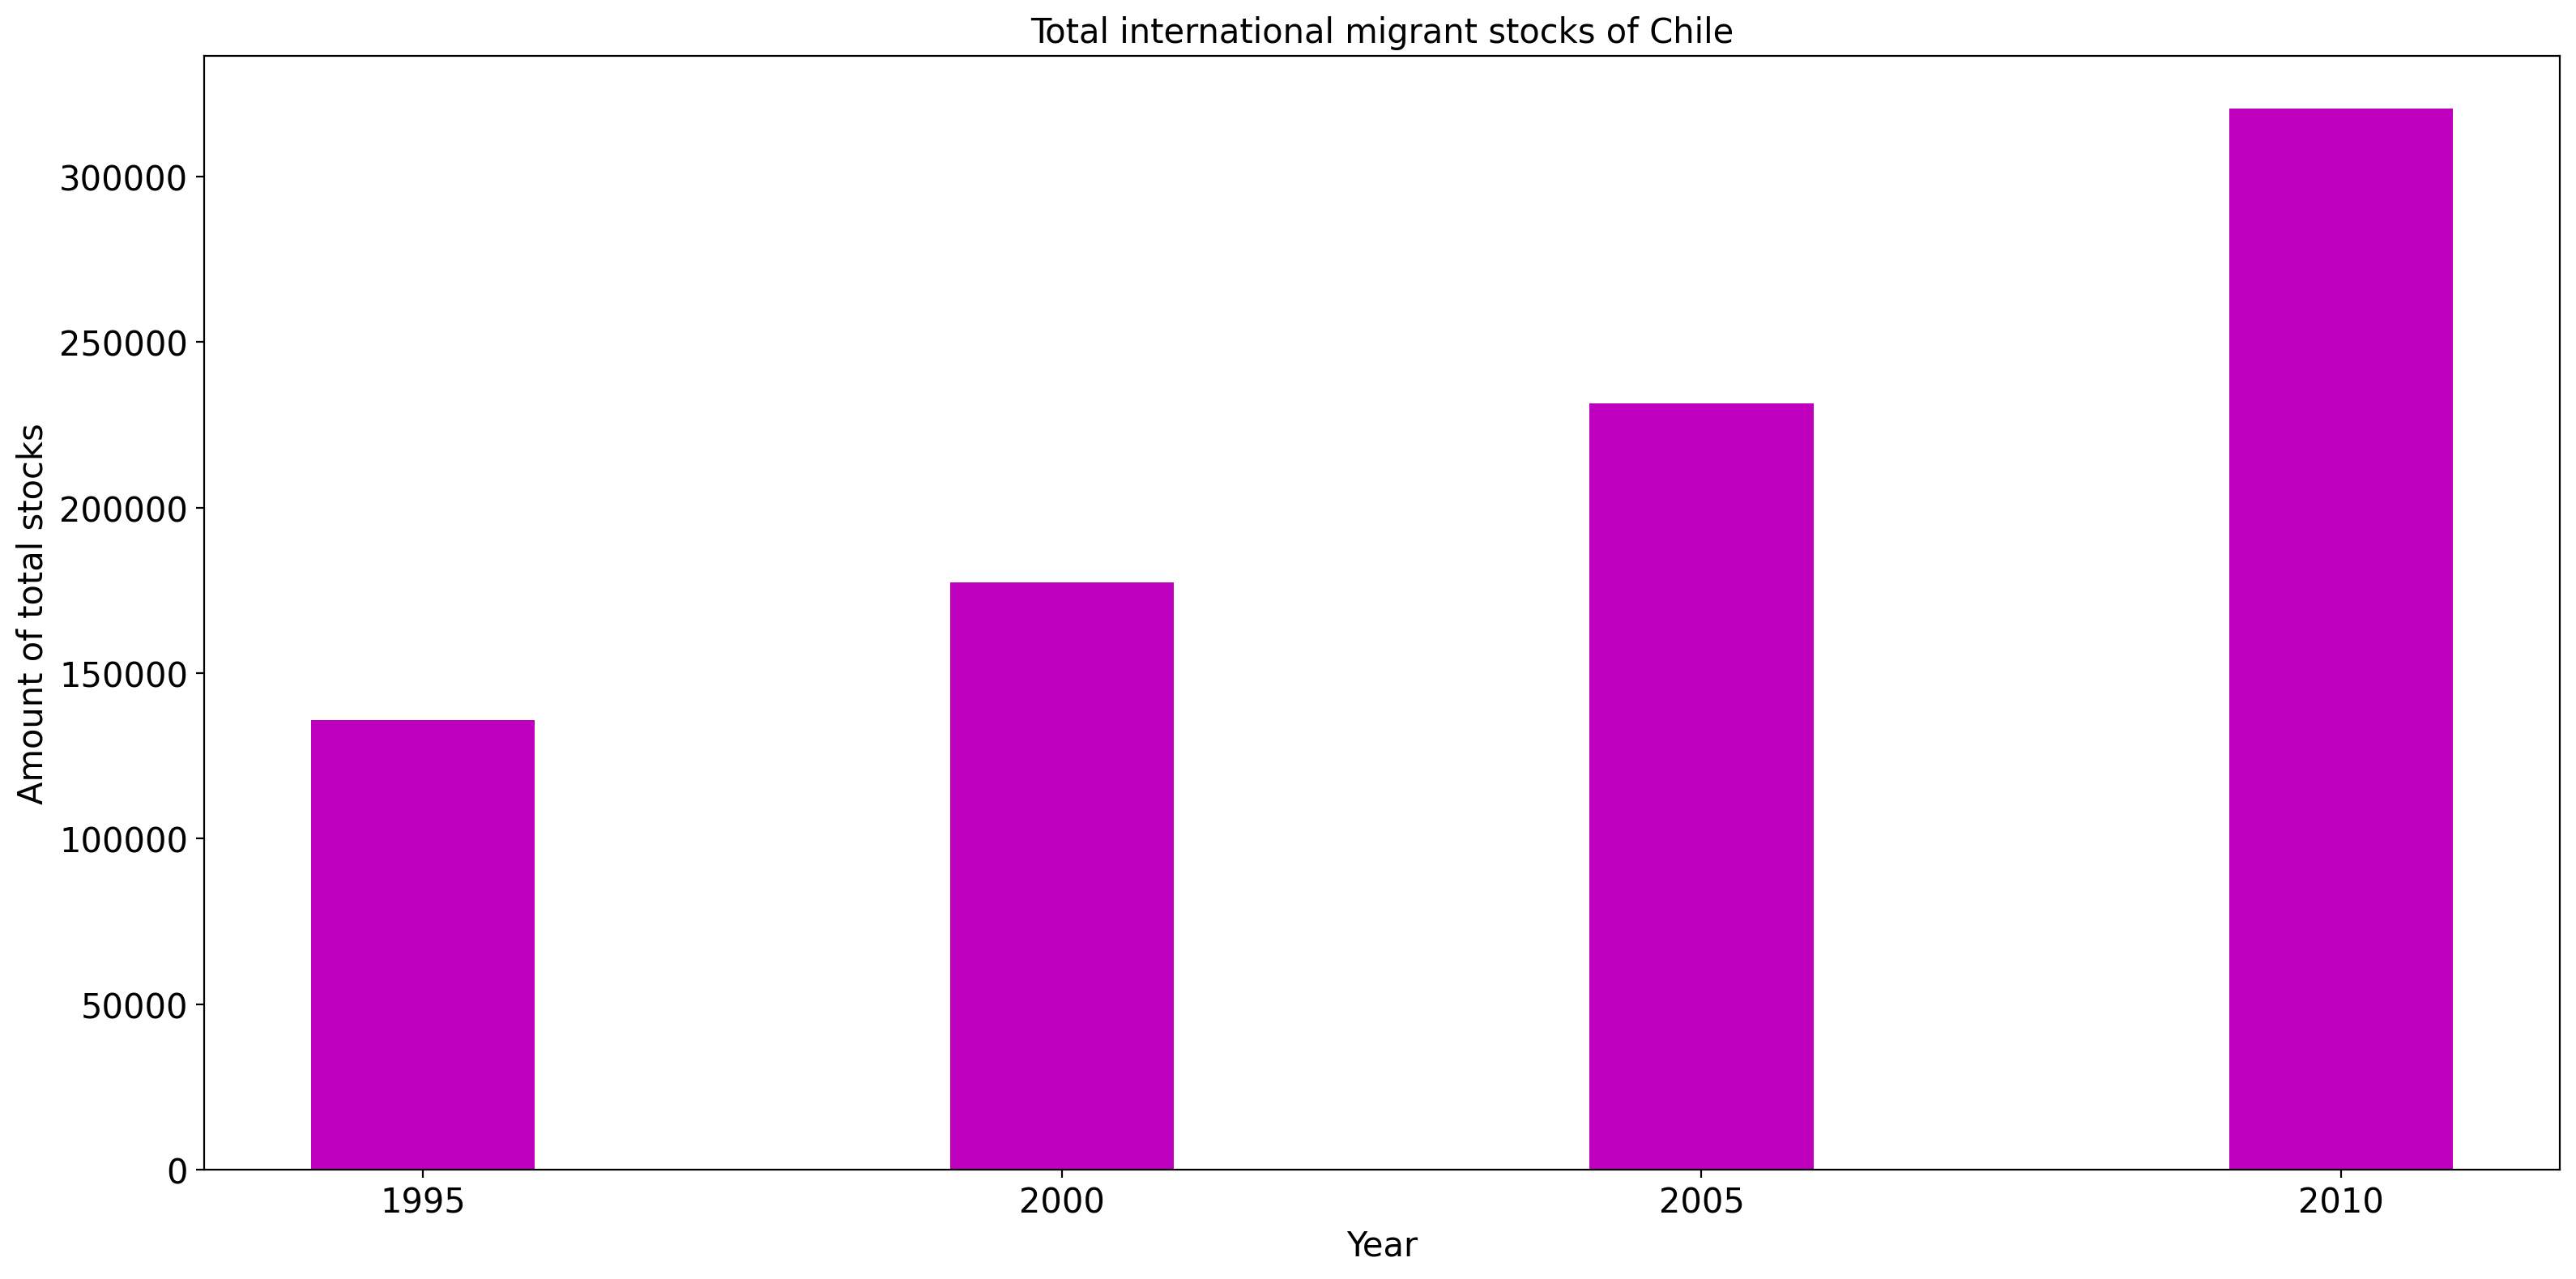 Total international migrant stocks of Chile
Amount of total stocks
300000
250000
200000
150000
100000
50000
0
1995 2000 2005 2010
Year